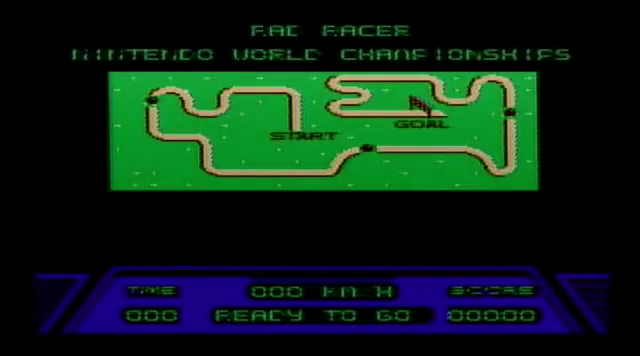 RAD RACER
NINTENDO WORLD CHAMPIONSHIPS
START
GOAL
TIME 000 KM/H SCORE
000 READY TO GO 00000